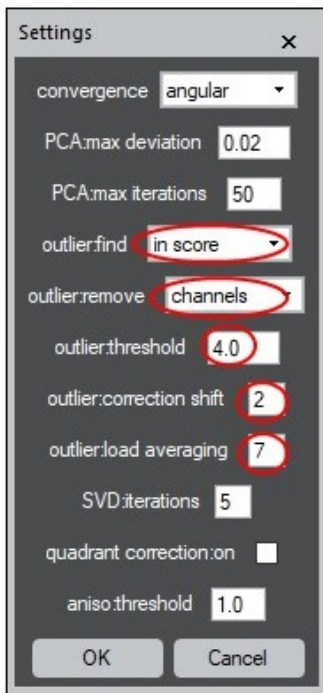 Settings ×
convergence angular
PCA:max deviation 0.02
PCA:max iterations 50
outlier:find in score
outlier:remove channels
outlier:threshold 4.0
outlier:correction shift 2
outlier:load averaging 7
SVD:iterations 5
quadrant correction:on
aniso:threshold 1.0
OK Cancel